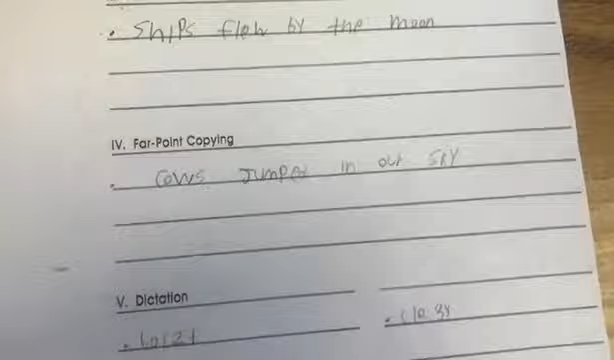 • Ships flew by the moon
IV. Far-Point Copying
• Cows Jumped in our sky
V. Dictation